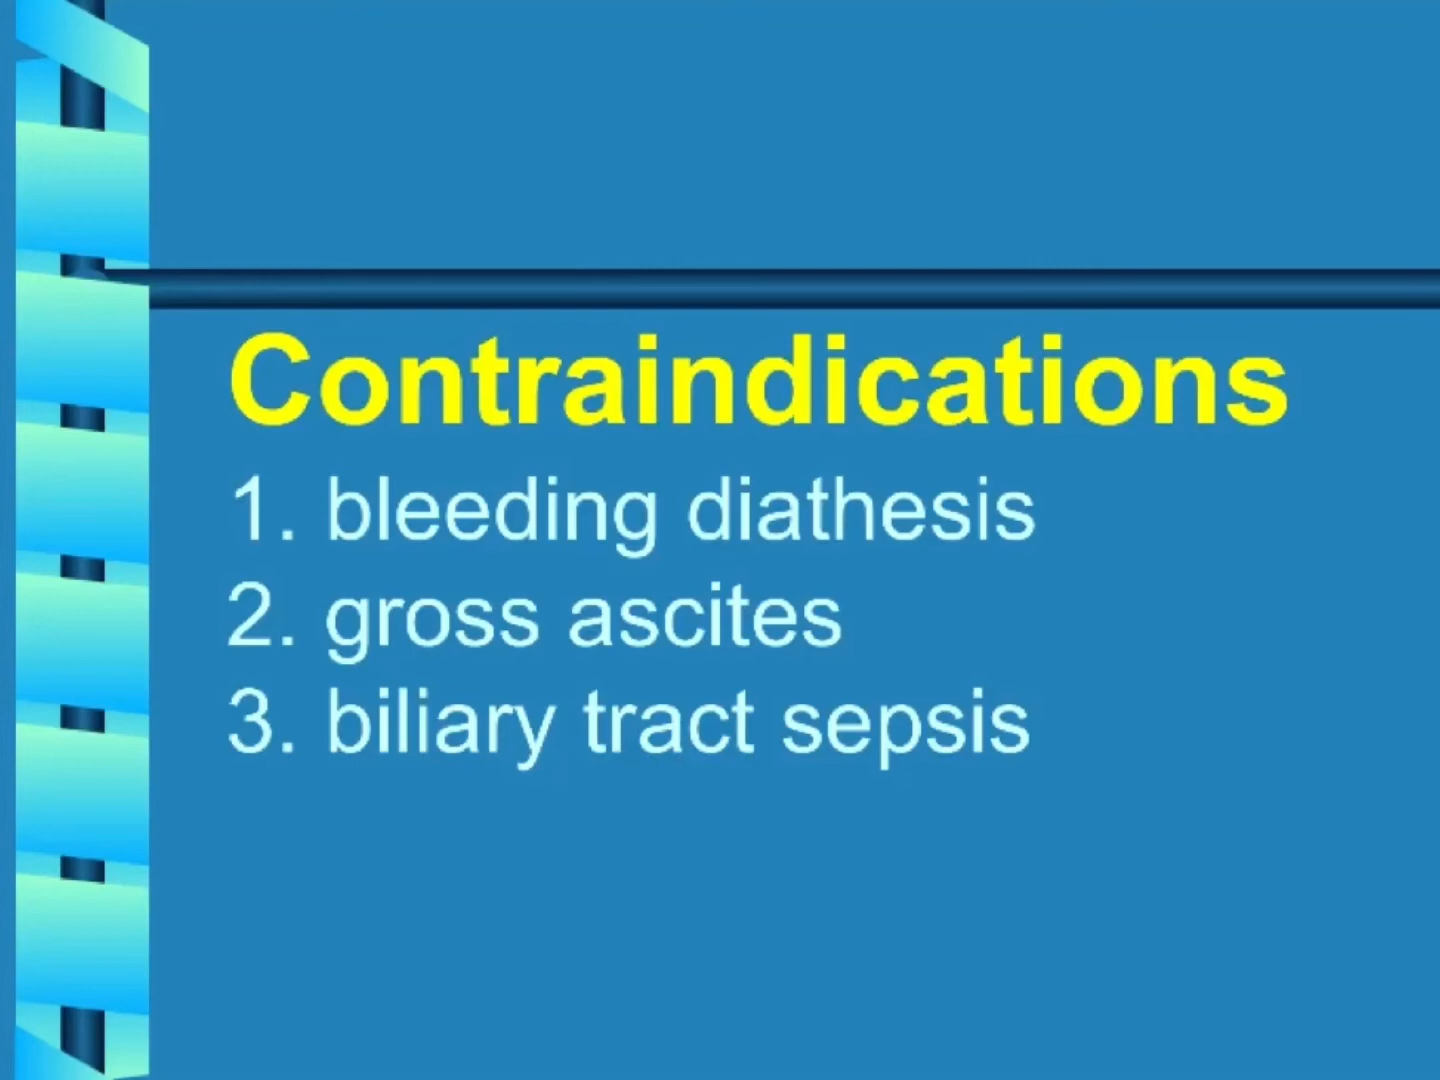 Contraindications
1. bleeding diathesis
2. gross ascites
3. biliary tract sepsis